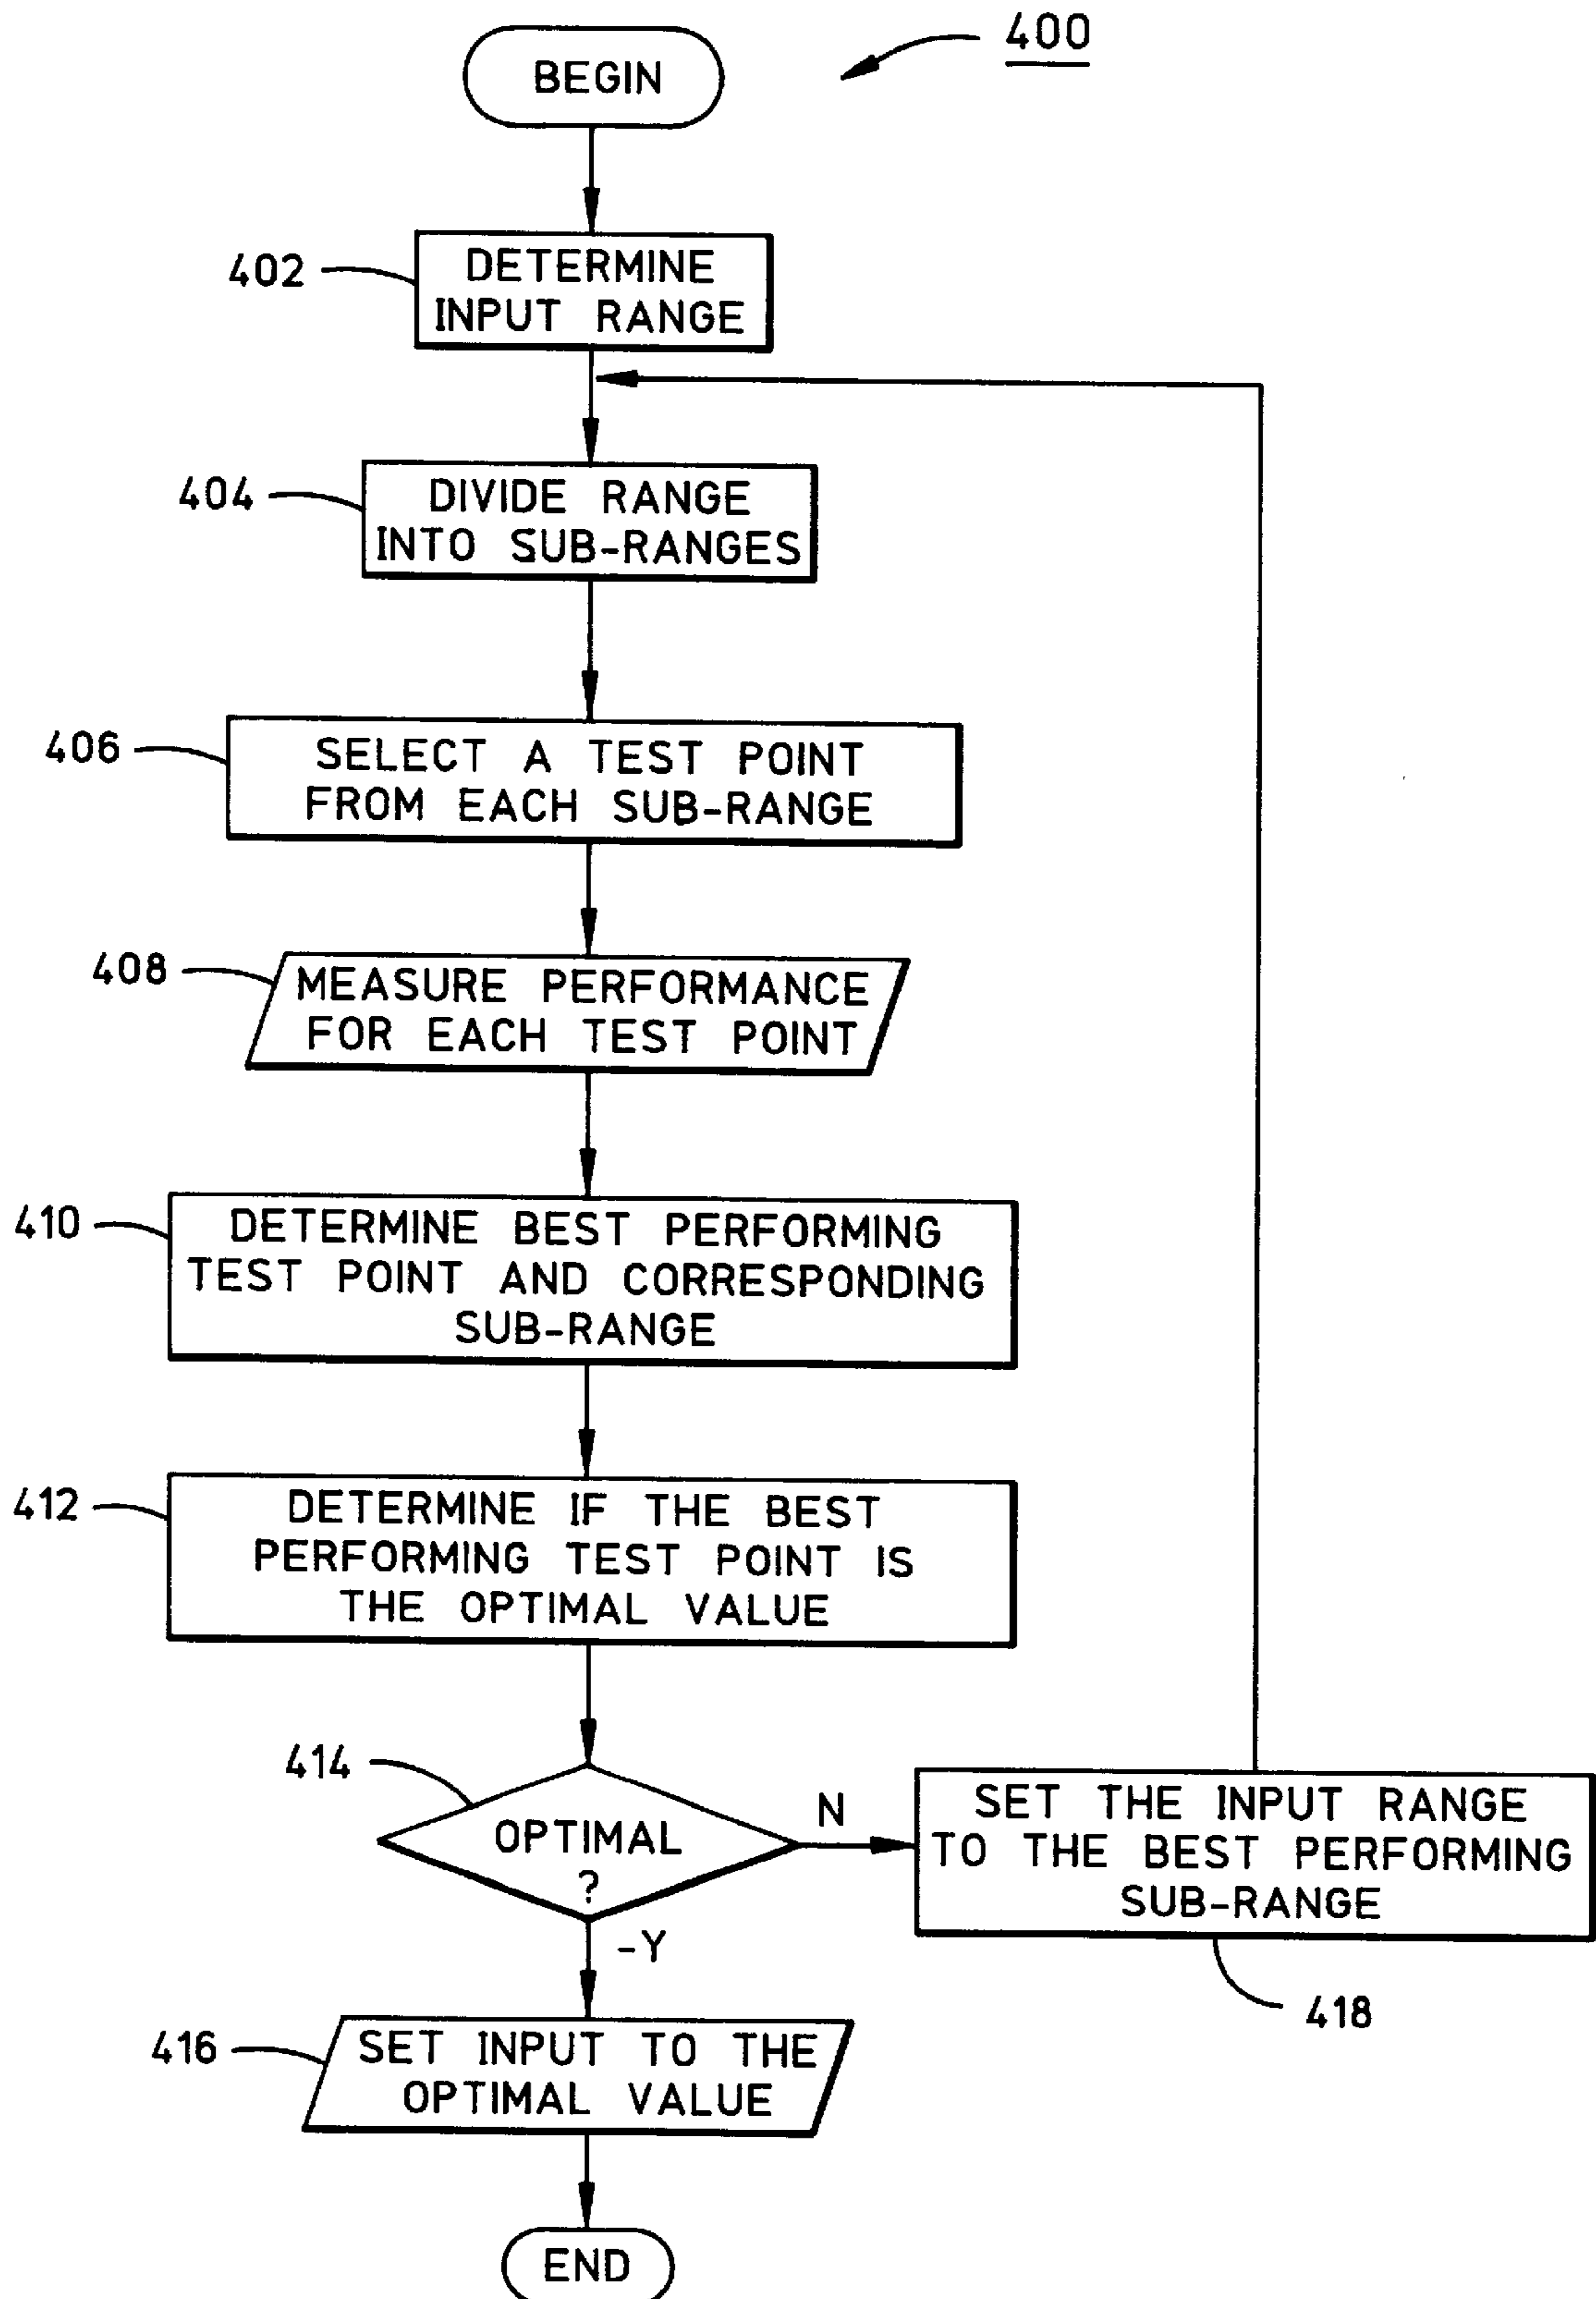 400
BEGIN
402
DETERMINE
INPUT RANGE
404
DIVIDE RANGE
INTO SUB-RANGES
406
SELECT A TEST POINT
FROM EACH SUB-RANGE
408
MEASURE PERFORMANCE
FOR EACH TEST POINT
410
DETERMINE BEST PERFORMING
TEST POINT AND CORRESPONDING
SUB-RANGE
412
DETERMINE IF THE BEST
PERFORMING TEST POINT IS
THE OPTIMAL VALUE
414
OPTIMAL
?
N
SET THE INPUT RANGE
TO THE BEST PERFORMING
SUB-RANGE
418
-Y
416
SET INPUT TO THE
OPTIMAL VALUE
END